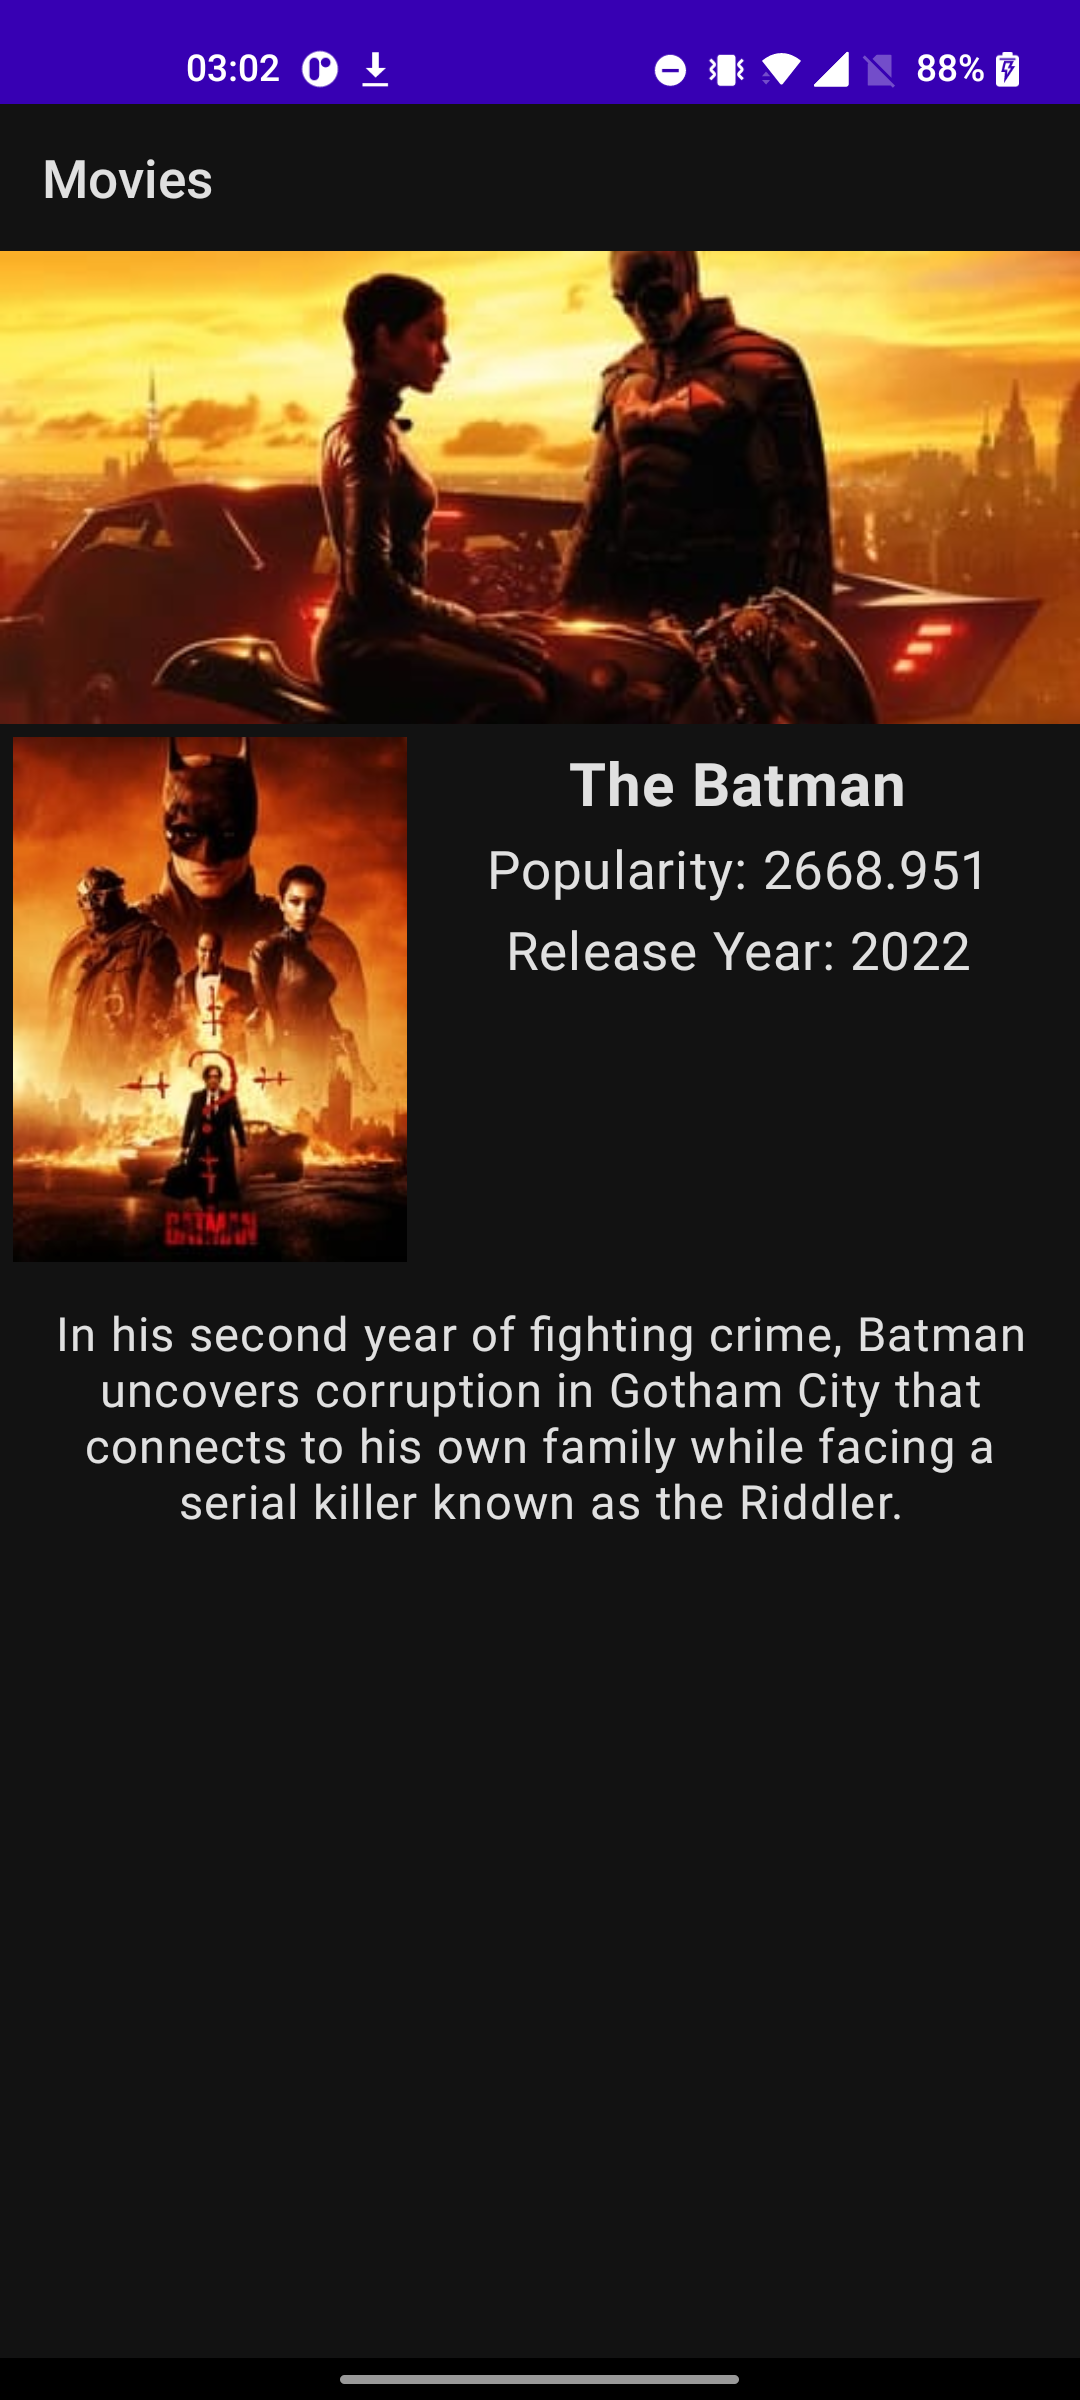 03:02
88%
Movies
The Batman
Popularity: 2668.951
Release Year: 2022
BATMAN
In his second year of fighting crime, Batman
uncovers corruption in Gotham City that
connects to his own family while facing a
serial killer known as the Riddler.